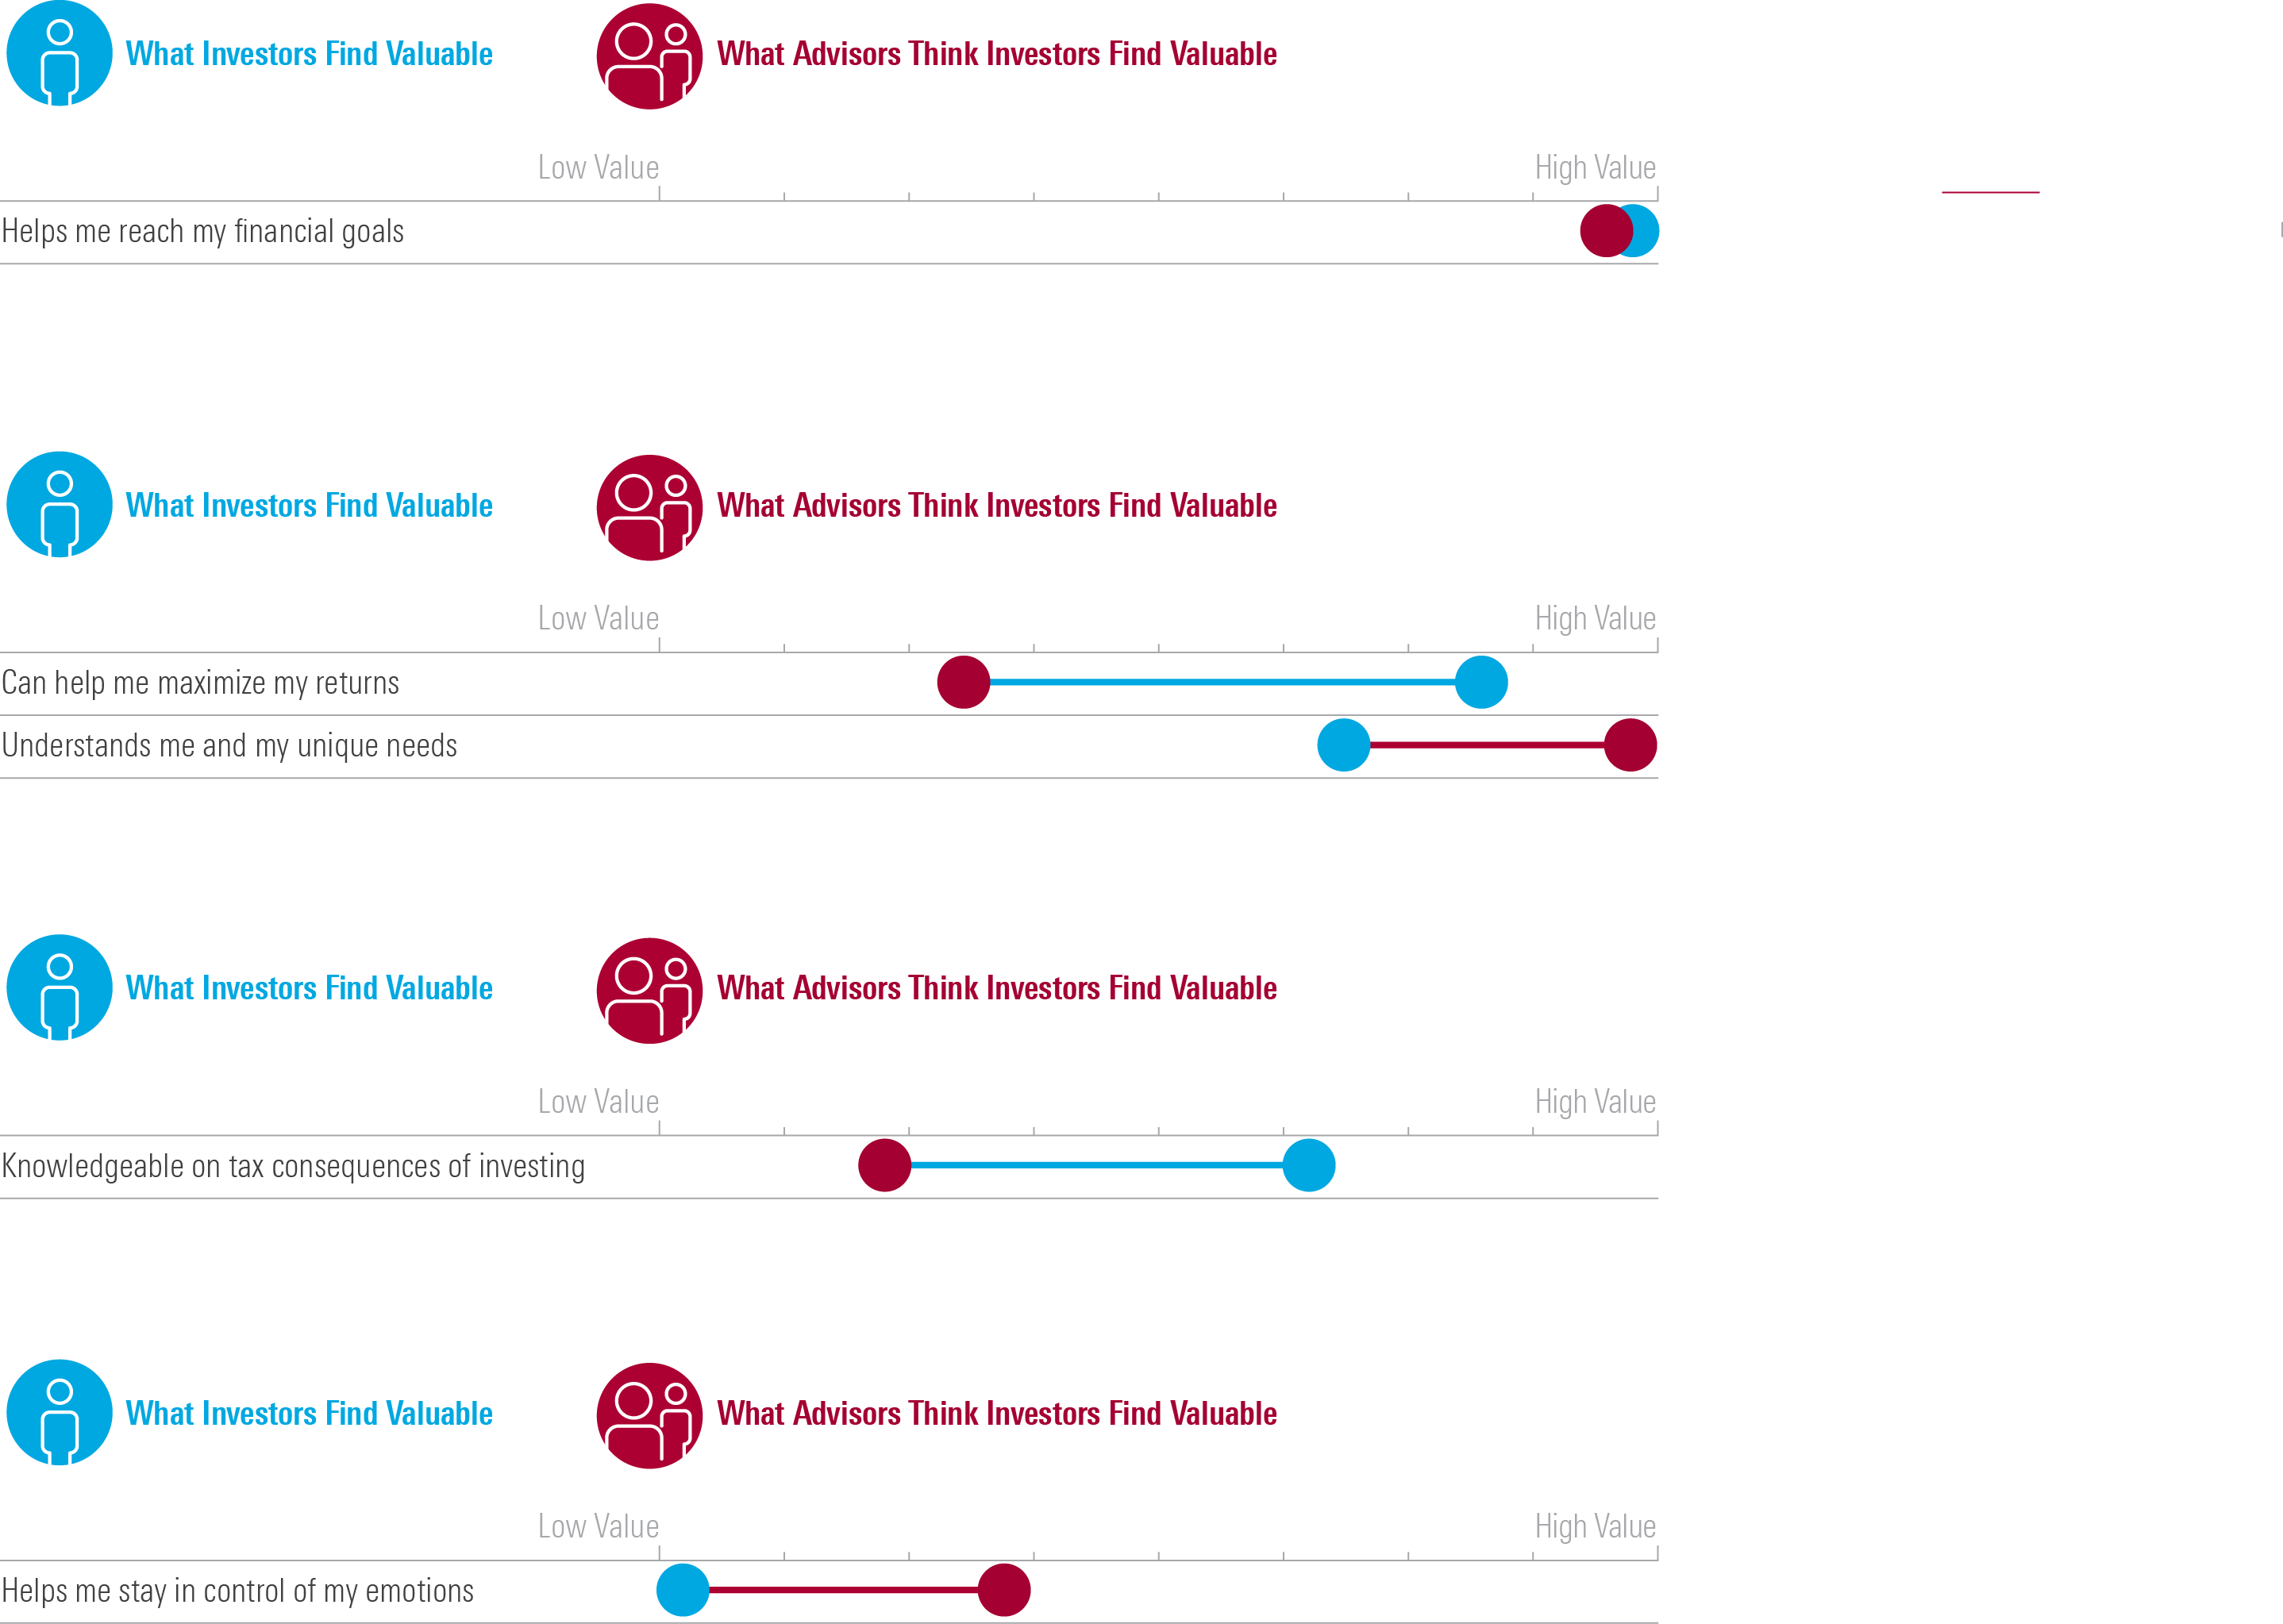 What Investors Find Valuable What Advisors Think Investors Find Valuable
Low Value High Value
Helps me reach my financial goals
What Investors Find Valuable What Advisors Think Investors Find Valuable
Low Value High Value
Can help me maximize my returns
Understands me and my unique needs
What Investors Find Valuable What Advisors Think Investors Find Valuable
Low Value High Value
Knowledgeable on tax consequences of investing
What Investors Find Valuable What Advisors Think Investors Find Valuable
Low Value High Value
Helps me stay in control of my emotions